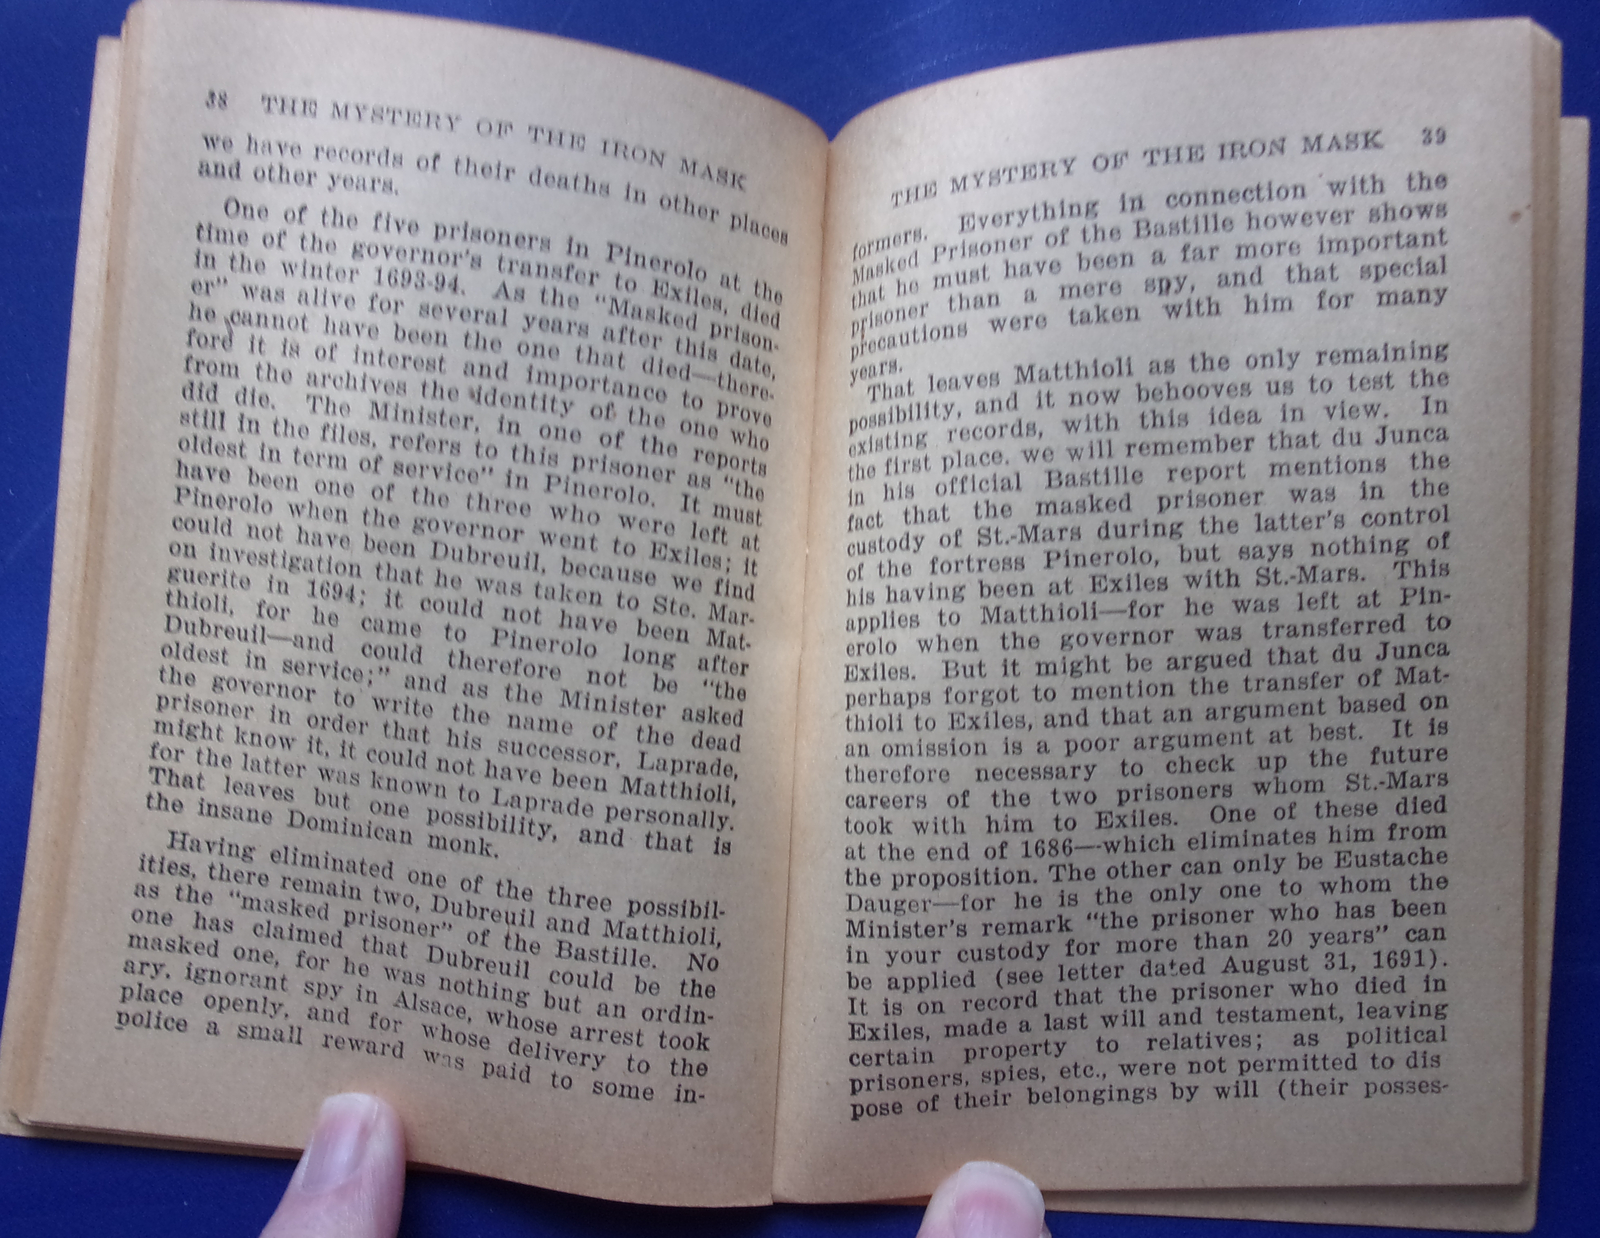 38 THE MYSTERY OF THE IRON MASK
we have records of their deaths in other places
and other years.
One of the five prisoners in Pinerolo at the
time of the governor's transfer to Exiles, died
in the winter 1693-94. As the "Masked prison-
er" was alive for several years after this date,
he cannot have been the one that died—there-
fore it is of interest and importance to prove
from the archives the identity of the one who
did die. The Minister, in one of the reports
still in the files, refers to this prisoner as "the
oldest in term of service" in Pinerolo. It must
have been one of the three who were left at
Pinerolo when the governor went to Exiles; it
could not have been Dubreuil, because we find
on investigation that he was taken to Ste. Mar-
guerite in 1694; it could not have been Mat-
thioli, for he came to Pinerolo long after
Dubreuil—and could therefore not be "the
oldest in service;" and as the Minister asked
the governor to write the name of the dead
prisoner in order that his successor, Laprade,
might know it, it could not have been Matthioli,
for the latter was known to Laprade personally.
That leaves but one possibility, and that is
the insane Dominican monk.
Having eliminated one of the three possibil-
ities, there remain two, Dubreuil and Matthioli,
as the "masked prisoner" of the Bastille. No
one has claimed that Dubreuil could be the
masked one, for he was nothing but an ordin-
ary, ignorant spy in Alsace, whose arrest took
place openly, and for whose delivery to the
police a small reward was paid to some in-
THE MYSTERY OF THE IRON MASK 39
formers. Everything in connection with the
Masked Prisoner of the Bastille however shows
that he must have been a far more important
prisoner than a mere spy, and that special
precautions were taken with him for many
years.
That leaves Matthioli as the only remaining
possibility, and it now behooves us to test the
existing records, with this idea in view. In
the first place, we will remember that du Junca
in his official Bastille report mentions the
fact that the masked prisoner was in the
custody of St.-Mars during the latter's control
of the fortress Pinerolo, but says nothing of
his having been at Exiles with St.-Mars. This
applies to Matthioli—for he was left at Pin-
erolo when the governor was transferred to
Exiles. But it might be argued that du Junca
perhaps forgot to mention the transfer of Mat-
thioli to Exiles, and that an argument based on
an omission is a poor argument at best. It is
therefore necessary to check up the future
careers of the two prisoners whom St.-Mars
took with him to Exiles. One of these died
at the end of 1686—which eliminates him from
the proposition. The other can only be Eustache
Dauger—for he is the only one to whom the
Minister's remark "the prisoner who has been
in your custody for more than 20 years" can
be applied (see letter dated August 31, 1691).
It is on record that the prisoner who died in
Exiles, made a last will and testament, leaving
certain property to relatives; as political
prisoners, spies, etc., were not permitted to dis
pose of their belongings by will (their posses-